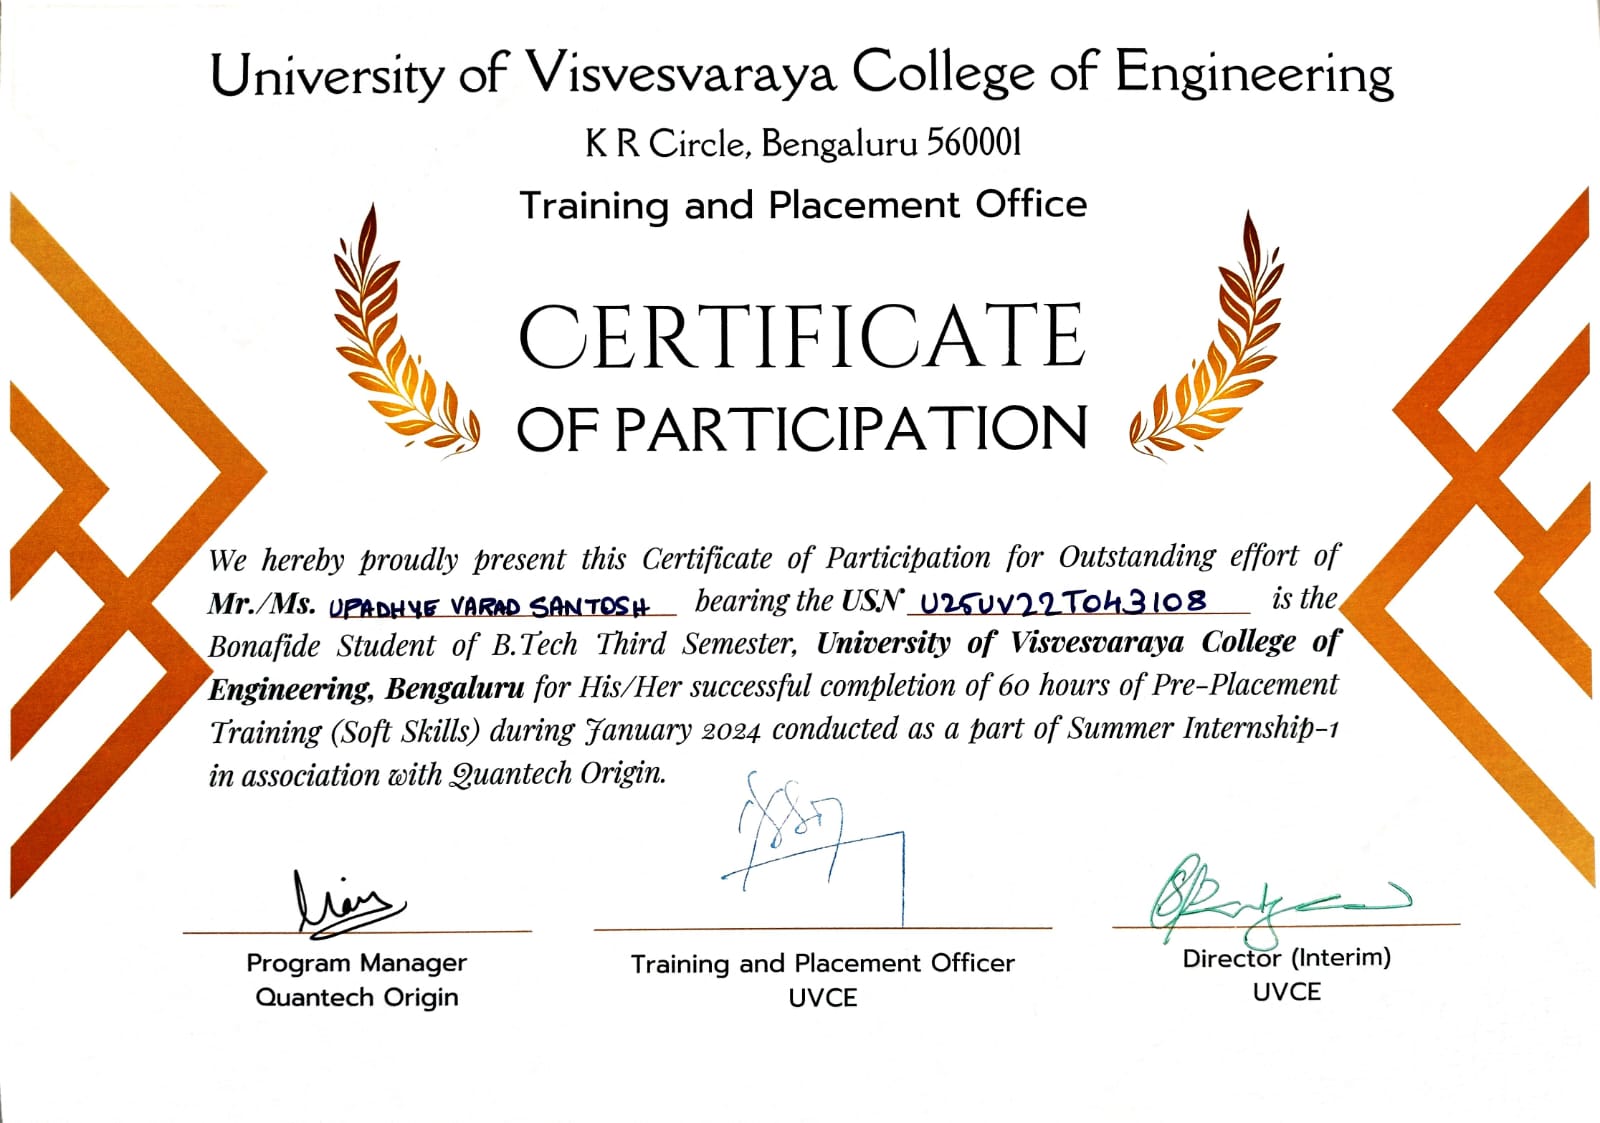 University of Visvesvaraya College of Engineering
K R Circle, Bengaluru 560001
Training and Placement Office
CERTIFICATE
OF PARTICIPATION
We hereby proudly present this Certificate of Participation for Outstanding effort of
Mr./Ms. UPADHYE VARAD SANTOSH bearing the USN U25UV22T043108 is the
Bonafide Student of B.Tech Third Semester, University of Visvesvaraya College of
Engineering, Bengaluru for His/Her successful completion of 60 hours of Pre-Placement
Training (Soft Skills) during January 2024 conducted as a part of Summer Internship-1
in association with Quantech Origin.
Program Manager
Quantech Origin
Training and Placement Officer
UVCE
Director (Interim)
UVCE